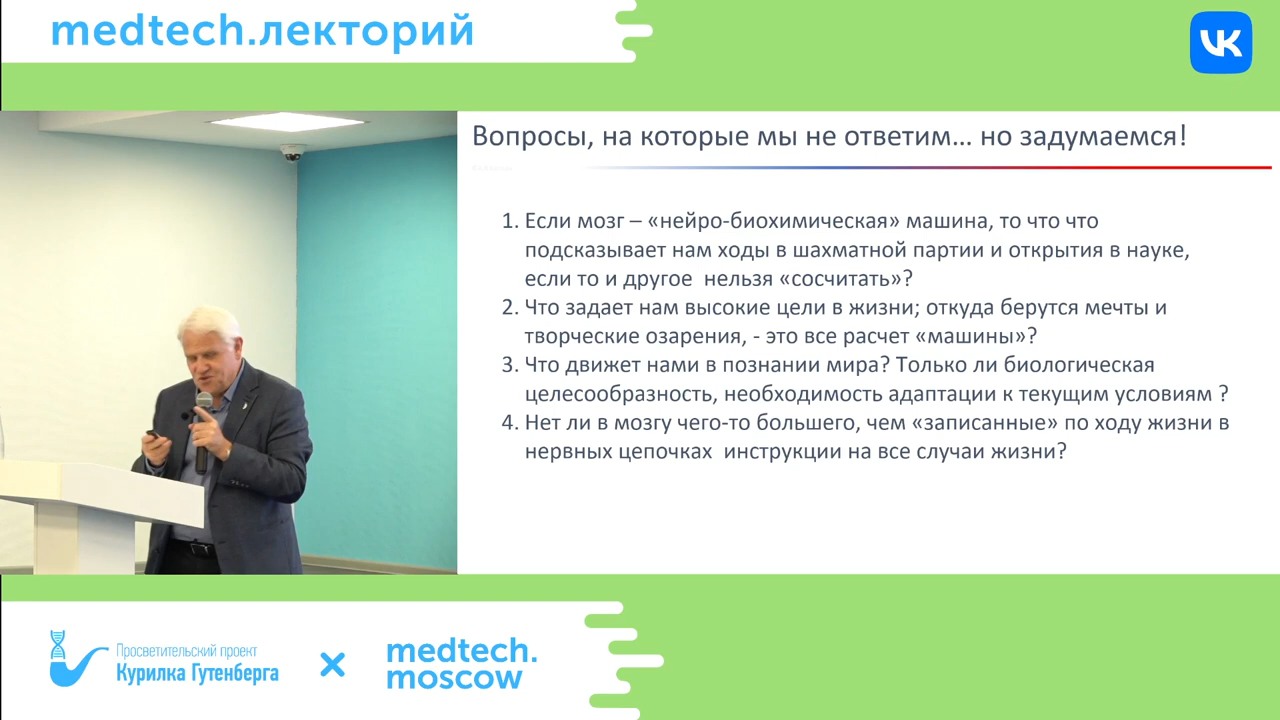 medtech.лекторий
VK
Вопросы, на которые мы не ответим... но задумаемся!
1. Если мозг – «нейро-биохимическая» машина, то что что
подсказывает нам ходы в шахматной партии и открытия в науке,
если то и другое нельзя «сосчитать»?
2. Что задает нам высокие цели в жизни; откуда берутся мечты и
творческие озарения, - это все расчет «машины»?
3. Что движет нами в познании мира? Только ли биологическая
целесообразность, необходимость адаптации к текущим условиям ?
4. Нет ли в мозгу чего-то большего, чем «записанные» по ходу жизни в
нервных цепочках инструкции на все случаи жизни?
Просветительский проект
Курилка Гутенберга
×
medtech.
moscow